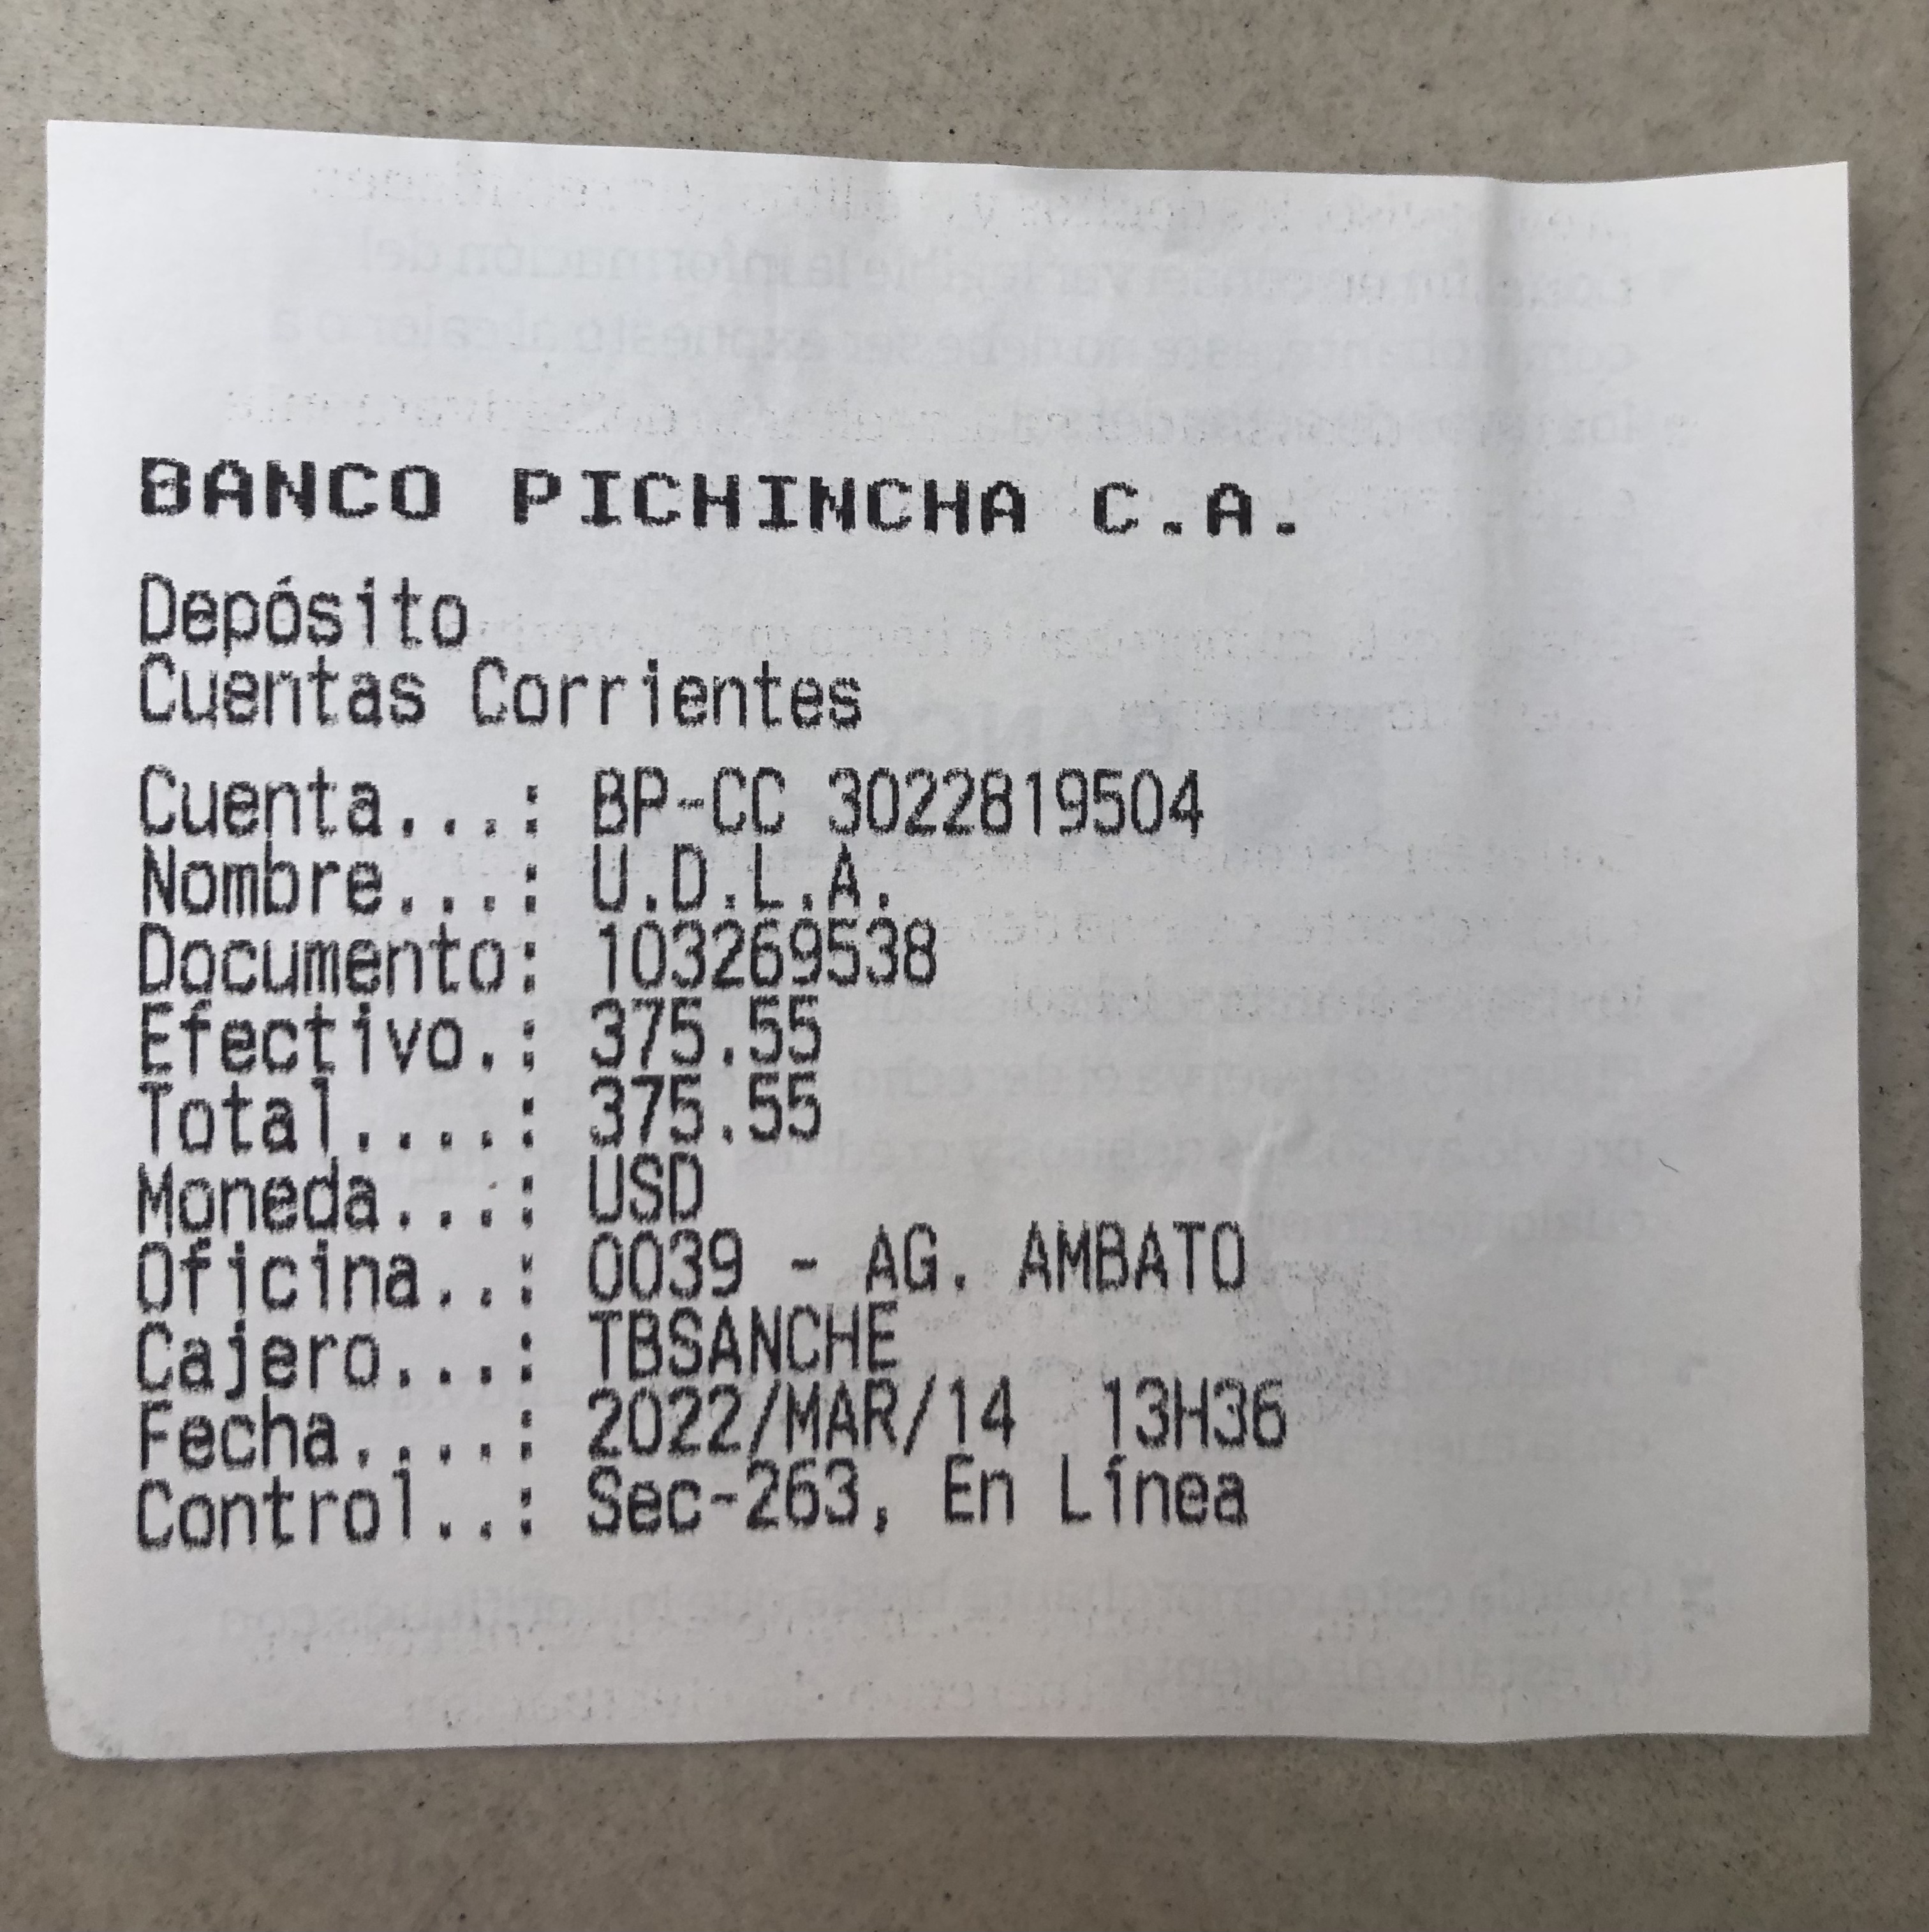 BANCO PICHINCHA C.A.
Depósito
Cuentas Corrientes
Cuenta...: BP-CC 3022819504
Nombre...: U.D.L.A.
Documento: 103269538
Efectivo.: 375.55
Total....: 375.55
Moneda...: USD
Oficina..: 0039 - AG. AMBATO
Cajero...: TBSANCHE
Fecha....: 2022/MAR/14 13H36
Control..: Sec-263, En Línea